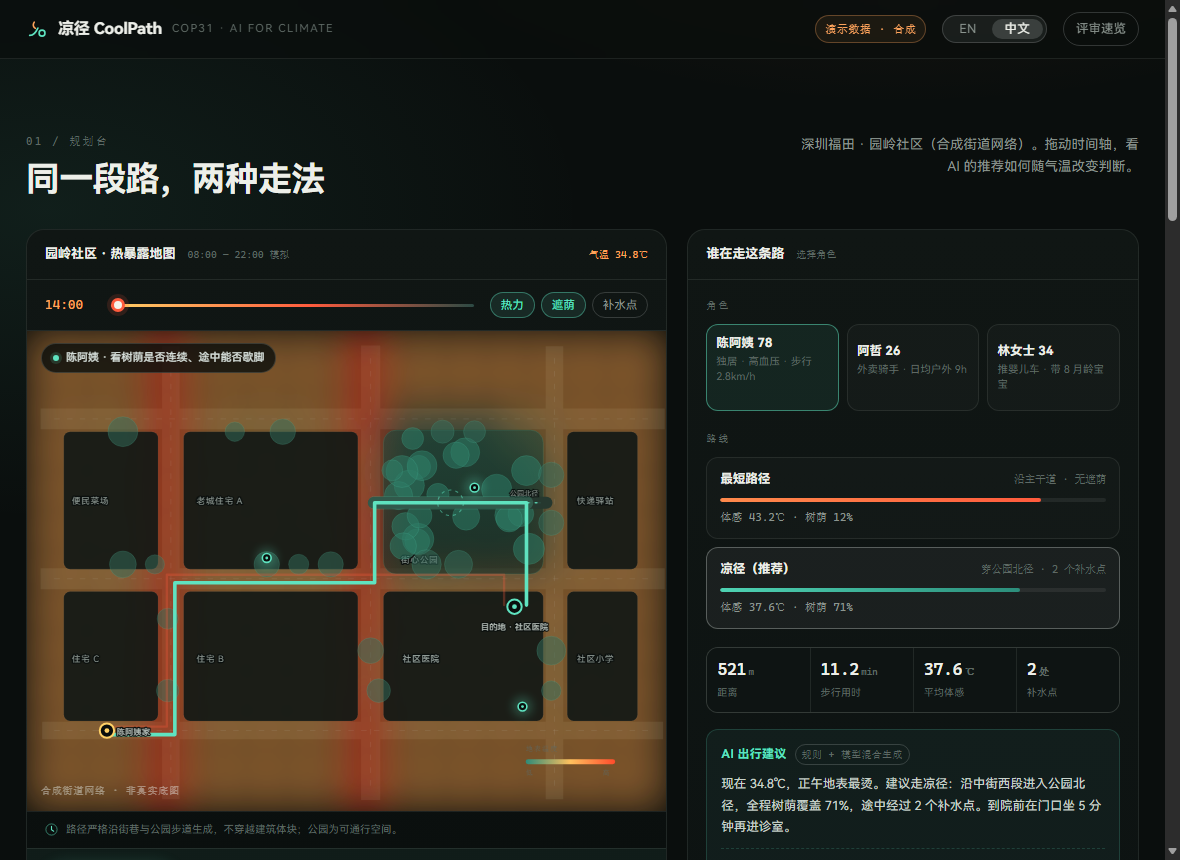 凉径 CoolPath COP31 · AI FOR CLIMATE
演示数据 · 合成
EN 中文
评审速览
01 / 规划台
同一段路，两种走法
深圳福田 · 园岭社区（合成街道网络）。拖动时间轴，看
AI 的推荐如何随气温改变判断。
园岭社区 · 热暴露地图 08:00 — 22:00 模拟
气温 34.8℃
14:00
热力 遮荫 补水点
陈阿姨 · 看树荫是否连续、途中能否歇脚
便民菜场
老城住宅 A
公园北径
快递驿站
街心公园
目的地 · 社区医院
住宅 C
住宅 B
社区医院
社区小学
陈阿姨家
合成街道网络 · 非真实底图
路径严格沿街巷与公园步道生成，不穿越建筑体块；公园为可通行空间。
谁在走这条路 选择角色
角色
陈阿姨 78
独居 · 高血压 · 步行
2.8km/h
阿哲 26
外卖骑手 · 日均户外 9h
林女士 34
推婴儿车 · 带 8 月龄宝
宝
路线
最短路径 沿主干道 · 无遮荫
体感 43.2℃ · 树荫 12%
凉径（推荐） 穿公园北径 · 2 个补水点
体感 37.6℃ · 树荫 71%
521m
距离
11.2min
步行用时
37.6℃
平均体感
2处
补水点
AI 出行建议 规则 + 模型混合生成
现在 34.8℃，正午地表最烫。建议走凉径：沿中街西段进入公园北
径，全程树荫覆盖 71%，途中经过 2 个补水点。到院前在门口坐 5 分
钟再进诊室。